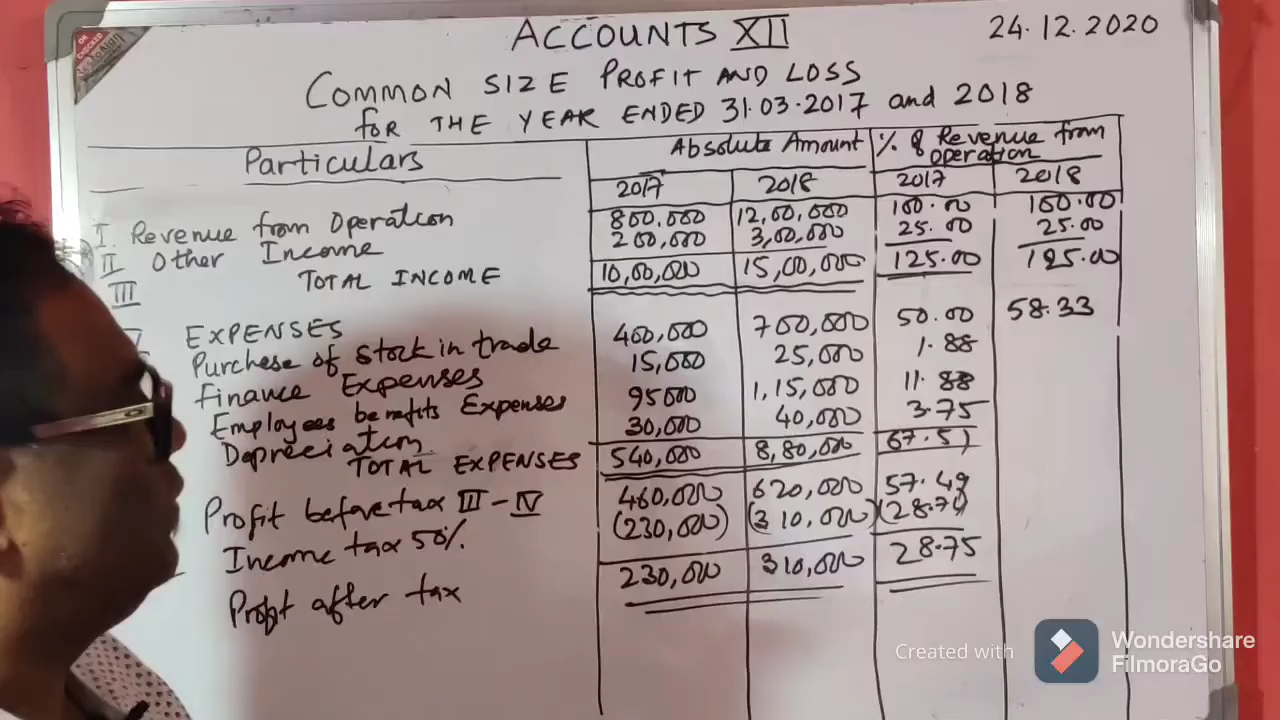 ACCOUNTS XII 24.12.2020
COMMON SIZE PROFIT AND LOSS
for THE YEAR ENDED 31.03.2017 and 2018
Particulars Absolute Amount % of Revenue from operation
2017 2018 2017 2018
I. Revenue from Operation 800,000 12,00,000 100.00 100.00
II Other Income 200,000 3,00,000 25.00 25.00
III TOTAL INCOME 10,00,000 15,00,000 125.00 125.00
EXPENSES
Purchese of stock in trade 400,000 700,000 50.00 58.33
Finance Expenses 15,000 25,000 1.88
Employees benefits Expenses 95000 1,15,000 11.88
Depreciation 30,000 40,000 3.75
TOTAL EXPENSES 540,000 8,80,000 67.51
Profit before tax III - IV 460,000 620,000 57.49
Income tax 50% (230,000) (310,000) (28.74)
Profit after tax 230,000 310,000 28.75
Created with Wondershare FilmoraGo